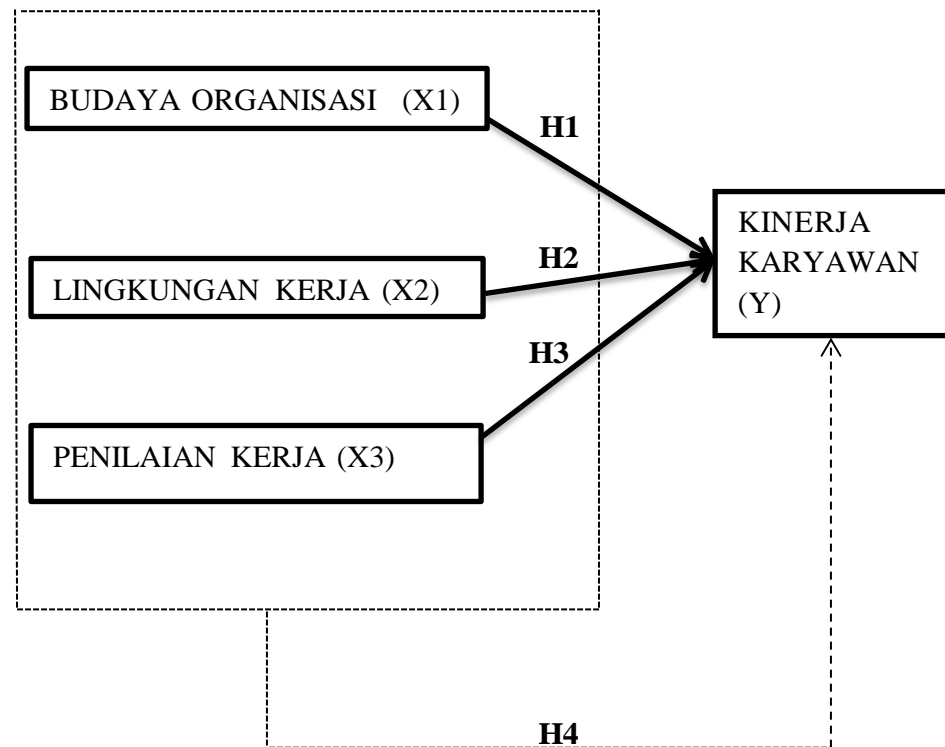 BUDAYA ORGANISASI (X1)
H1
KINERJA
KARYAWAN
(Y)
H2
LINGKUNGAN KERJA (X2)
H3
PENILAIAN KERJA (X3)
H4